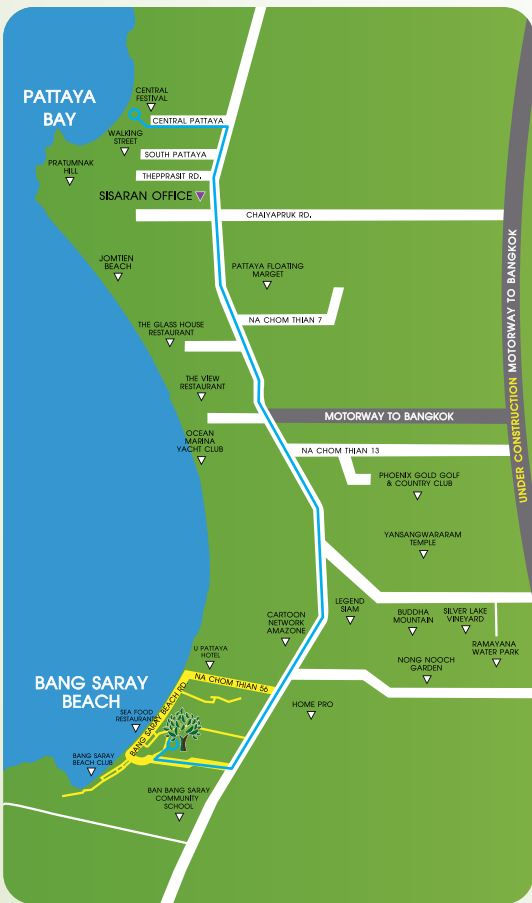 PATTAYA
BAY
CENTRAL
FESTIVAL
CENTRAL PATTAYA
WALKING
STREET
SOUTH PATTAYA
PRATUMNAK
HILL
THEPPRASIT RD.
SISARAN OFFICE
CHAIYAPRUK RD.
JOMTIEN
BEACH
PATTAYA FLOATING
MARGET
NA CHOM THIAN 7
THE GLASS HOUSE
RESTAURANT
THE VIEW
RESTAURANT
MOTORWAY TO BANGKOK
UNDER CONSTRUCTION MOTORWAY TO BANGKOK
OCEAN
MARINA
YACHT CLUB
NA CHOM THIAN 13
PHOENIX GOLD GOLF
& COUNTRY CLUB
YANSANGWARARAM
TEMPLE
LEGEND
SIAM
CARTOON
NETWORK
AMAZONE
BUDDHA
MOUNTAIN
SILVER LAKE
VINEYARD
RAMAYANA
WATER PARK
NONG NOOCH
GARDEN
U PATTAYA
HOTEL
NA CHOM THIAN 56
BANG SARAY
BEACH
BANG SARAY BEACH RD.
HOME PRO
SEA FOOD
RESTAURANTS
BANG SARAY
BEACH CLUB
BAN BANG SARAY
COMMUNITY
SCHOOL